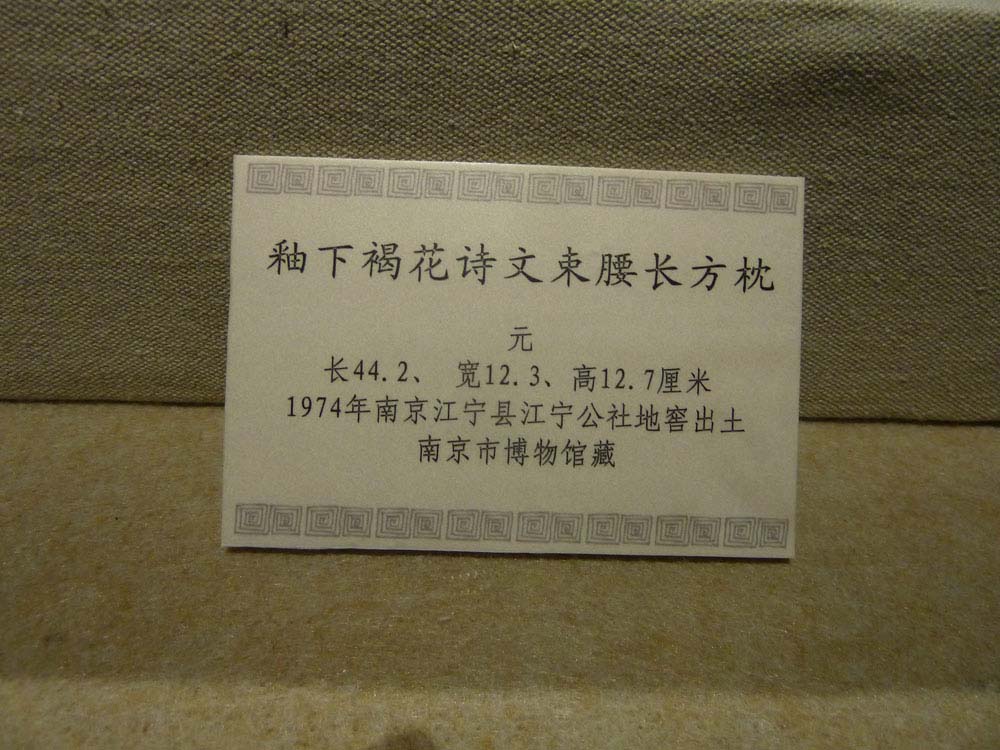 釉下褐花诗文束腰长方枕
元
长44.2、 宽12.3、高12.7厘米
1974年南京江宁县江宁公社地窖出土
南京市博物馆藏